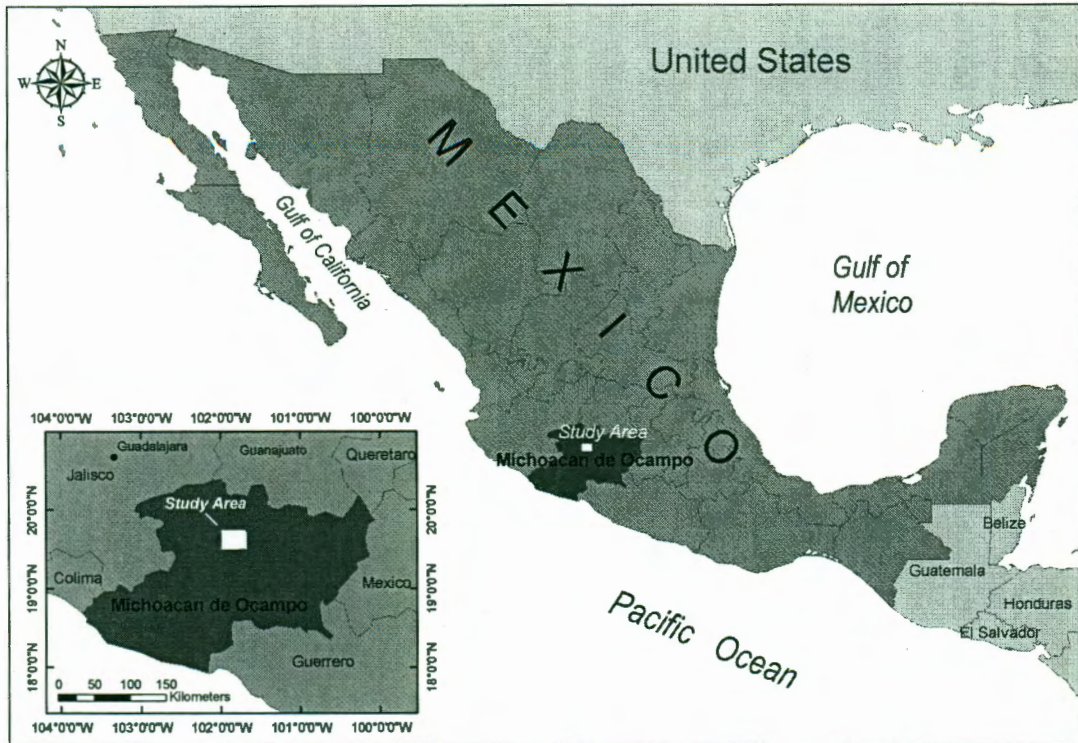 N
W E
S
United States
MEXICO
Gulf of California
Gulf of
Mexico
Study Area
Michoacan de Ocampo
Belize
Guatemala
Honduras
El Salvador
Pacific Ocean
104°0'0"W 103°0'0"W 102°0'0"W 101°0'0"W 100°0'0"W
Guadalajara
Guanajuato
Queretaro
Jalisco
Study Area
20°0'0"N 20°0'0"N
Colima
Mexico
19°0'0"N 19°0'0"N
Michoacan de Ocampo
Guerrero
18°0'0"N 18°0'0"N
0 50 100 150
Kilometers
104°0'0"W 103°0'0"W 102°0'0"W 101°0'0"W 100°0'0"W